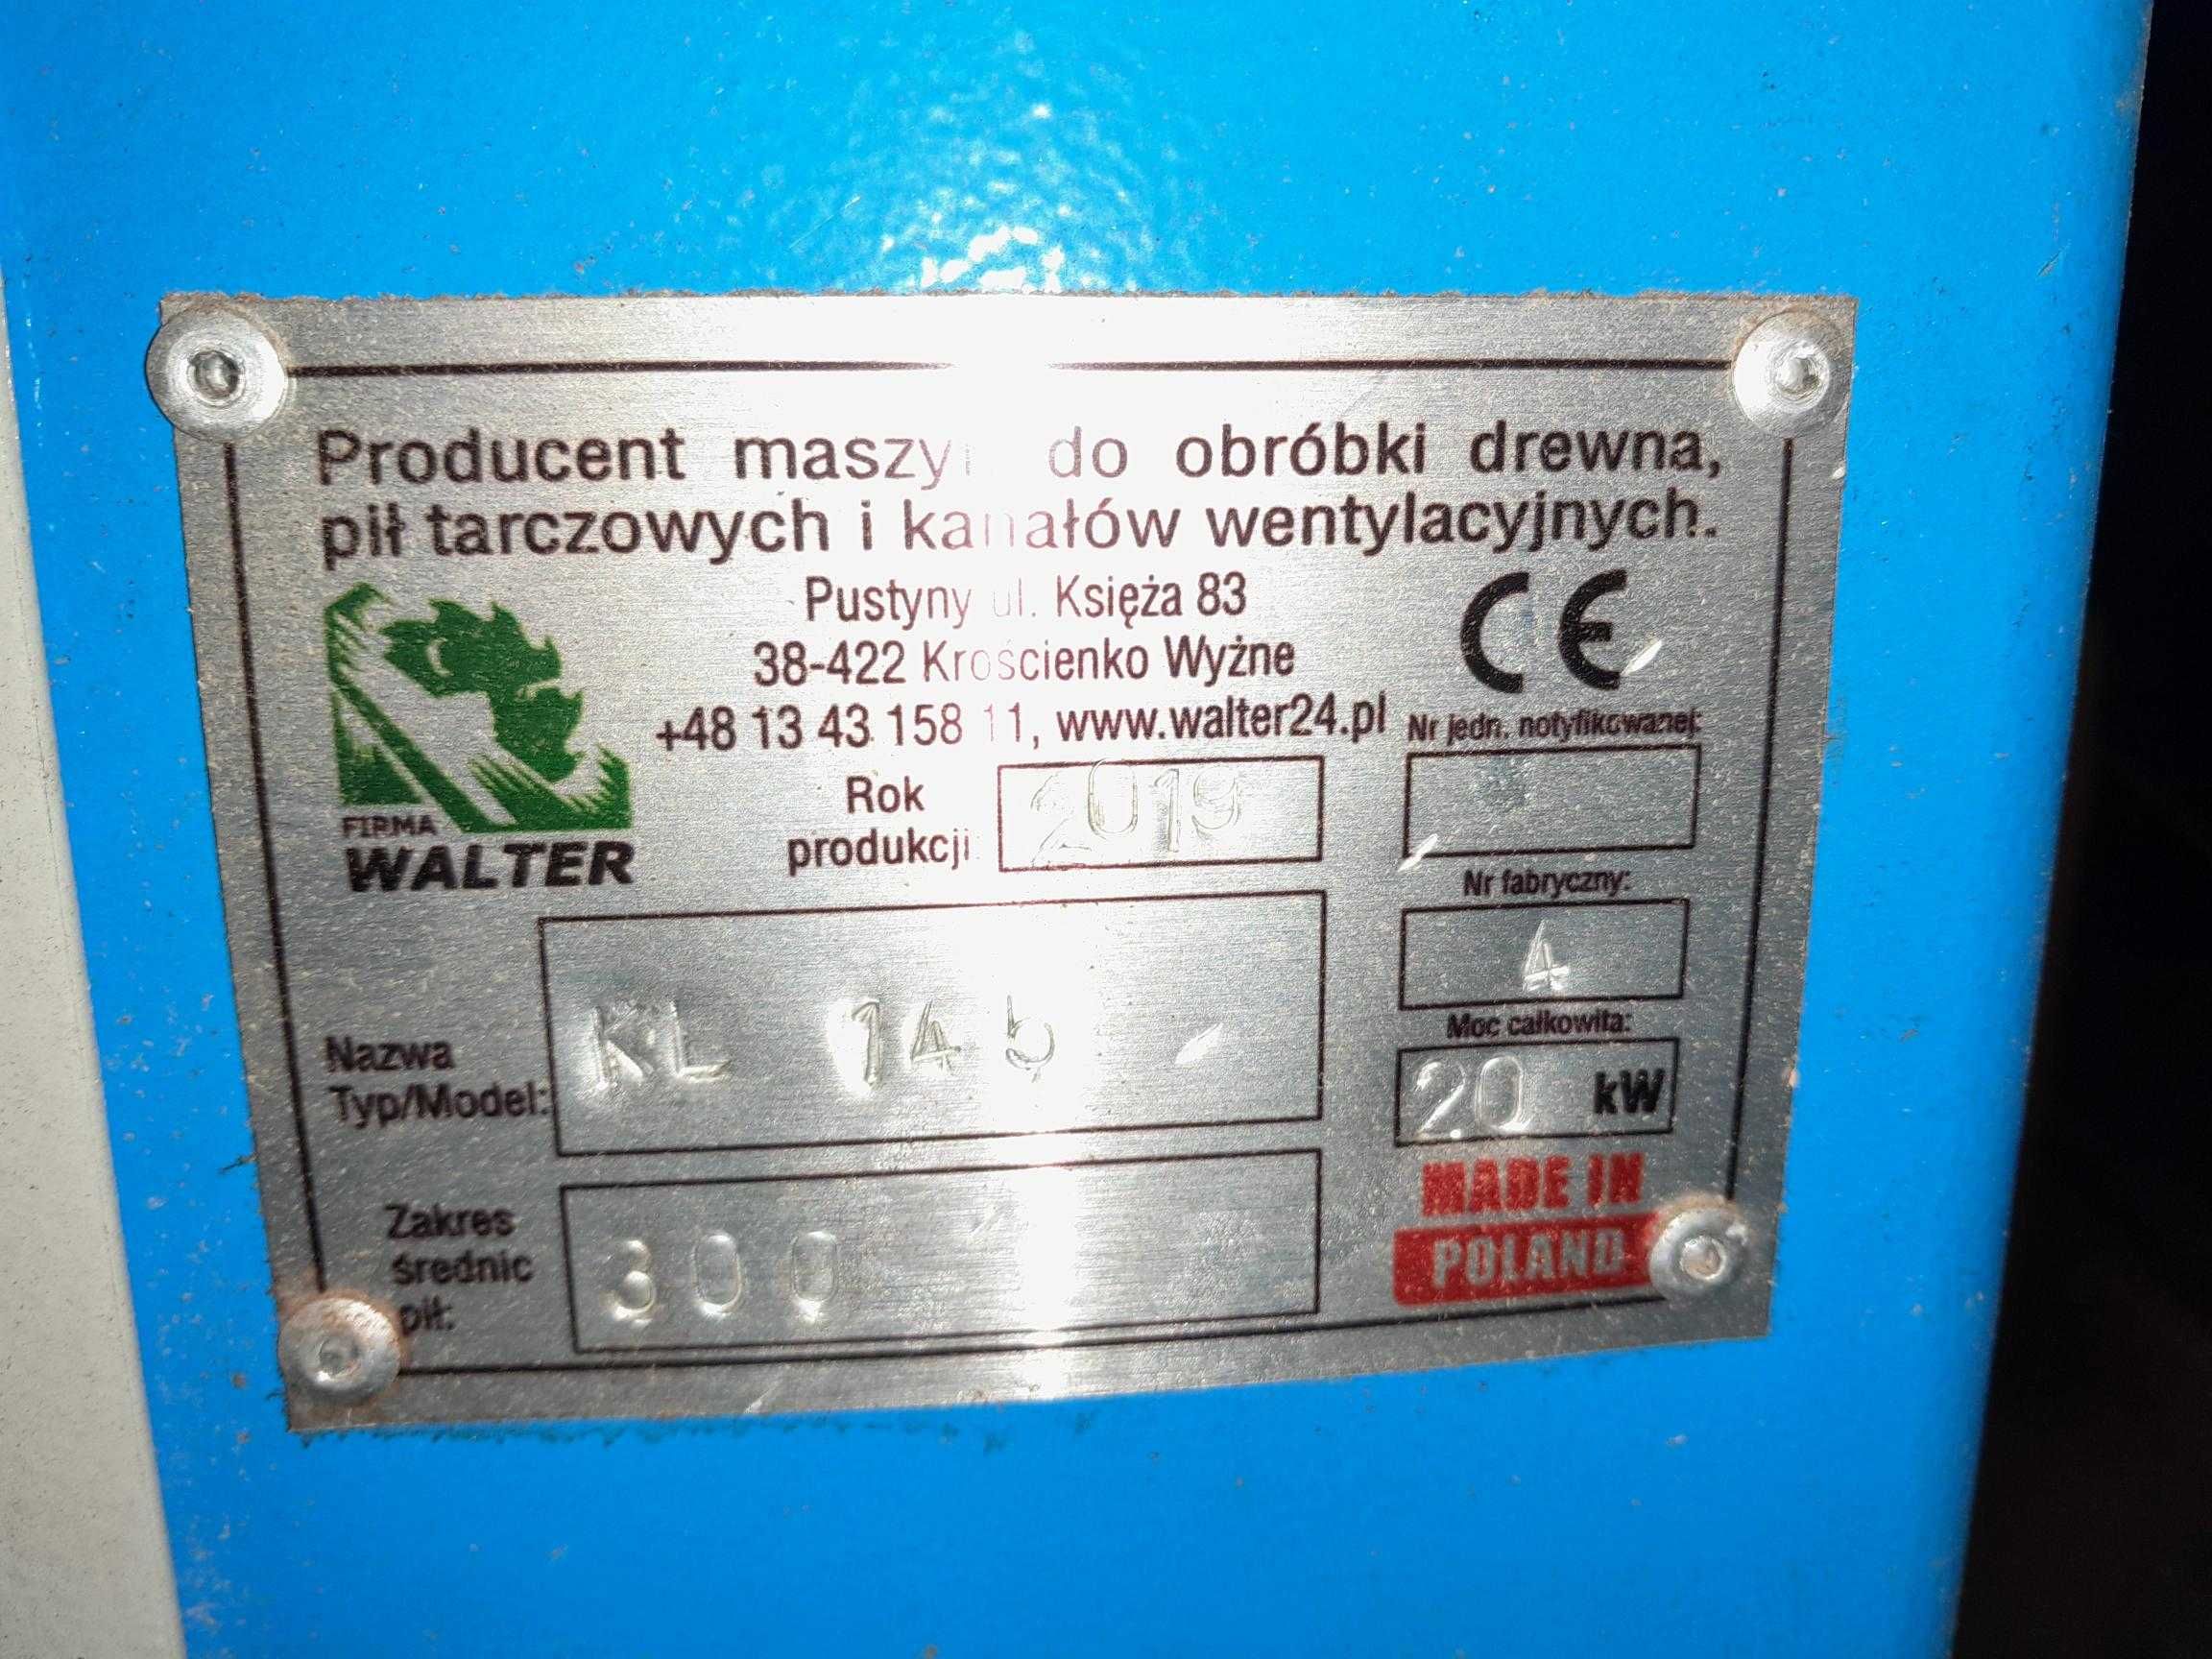 Producent maszyn do obróbki drewna,
pił tarczowych i kanałów wentylacyjnych.
Pustyny ul. Księża 83
38-422 Krościenko Wyżne
+48 13 43 158 11, www.walter24.pl
CE
FIRMA
WALTER
Rok
produkcji
2019
Nr jedn. notyfikowanej:
Nr fabryczny:
4
Nazwa
Typ/Model:
KL 145
Moc całkowita:
20 kW
Zakres
średnic
pił:
300
MADE IN
POLAND